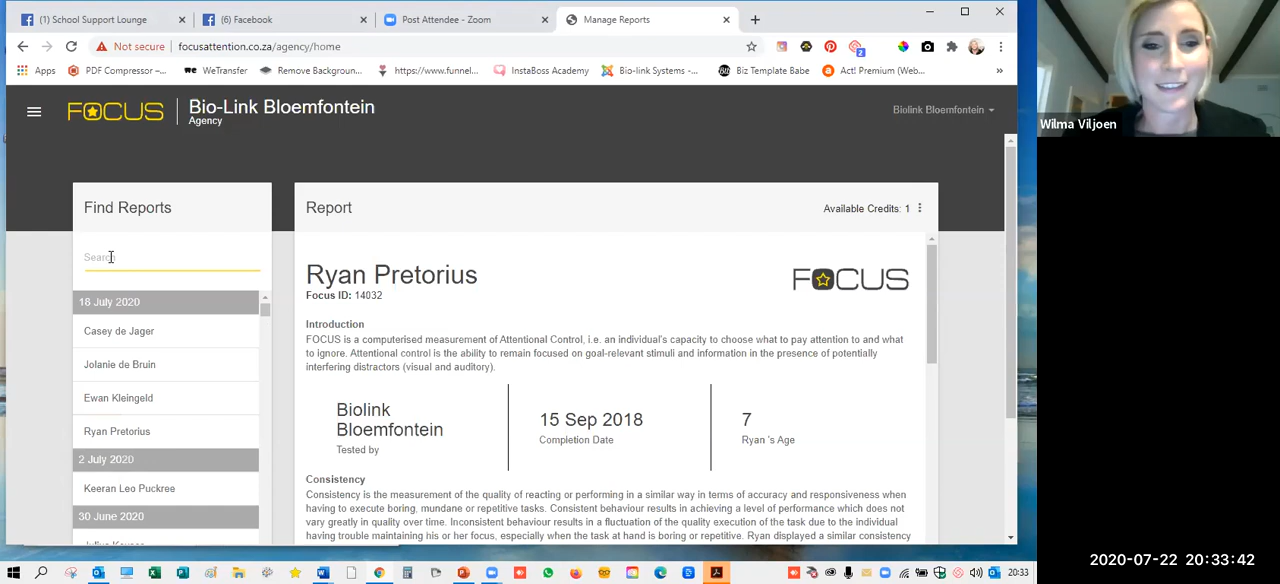 (1) School Support Lounge
(6) Facebook
Post Attendee - Zoom
Manage Reports
Not secure
focusattention.co.za/agency/home
2
Apps
PDF Compressor –...
WeTransfer
Remove Backgroun...
https://www.funnel...
InstaBoss Academy
Bio-link Systems -...
Biz Template Babe
Act! Premium (Web...
»
FOCUS
Bio-Link Bloemfontein
Agency
Biolink Bloemfontein
Wilma Viljoen
Find Reports
Search
18 July 2020
Casey de Jager
Jolanie de Bruin
Ewan Kleingeld
Ryan Pretorius
2 July 2020
Keeran Leo Puckree
30 June 2020
Report
Available Credits: 1
Ryan Pretorius
Focus ID: 14032
FOCUS
Introduction
FOCUS is a computerised measurement of Attentional Control, i.e. an individual's capacity to choose what to pay attention to and what
to ignore. Attentional control is the ability to remain focused on goal-relevant stimuli and information in the presence of potentially
interfering distractors (visual and auditory).
Biolink
Bloemfontein
Tested by
15 Sep 2018
Completion Date
7
Ryan 's Age
Consistency
Consistency is the measurement of the quality of reacting or performing in a similar way in terms of accuracy and responsiveness when
having to execute boring, mundane or repetitive tasks. Consistent behaviour results in achieving a level of performance which does not
vary greatly in quality over time. Inconsistent behaviour results in a fluctuation of the quality execution of the task due to the individual
having trouble maintaining his or her focus, especially when the task at hand is boring or repetitive. Ryan displayed a similar consistency
20:33
2020-07-22 20:33:42